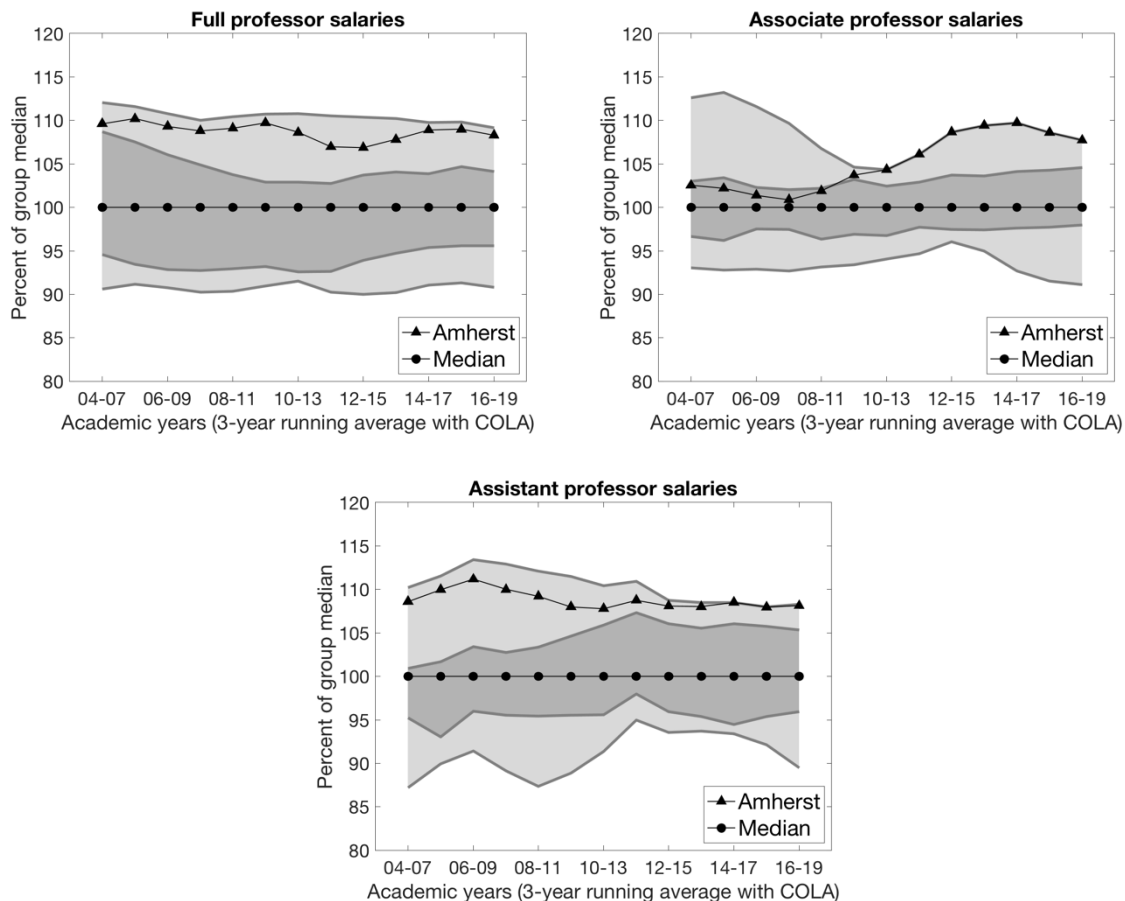 Full professor salaries
Percent of group median
120
115
110
105
100
95
90
85
80
Amherst
Median
04-07 06-09 08-11 10-13 12-15 14-17 16-19
Academic years (3-year running average with COLA)
Associate professor salaries
Percent of group median
120
115
110
105
100
95
90
85
80
Amherst
Median
04-07 06-09 08-11 10-13 12-15 14-17 16-19
Academic years (3-year running average with COLA)
Assistant professor salaries
Percent of group median
120
115
110
105
100
95
90
85
80
Amherst
Median
04-07 06-09 08-11 10-13 12-15 14-17 16-19
Academic years (3-year running average with COLA)